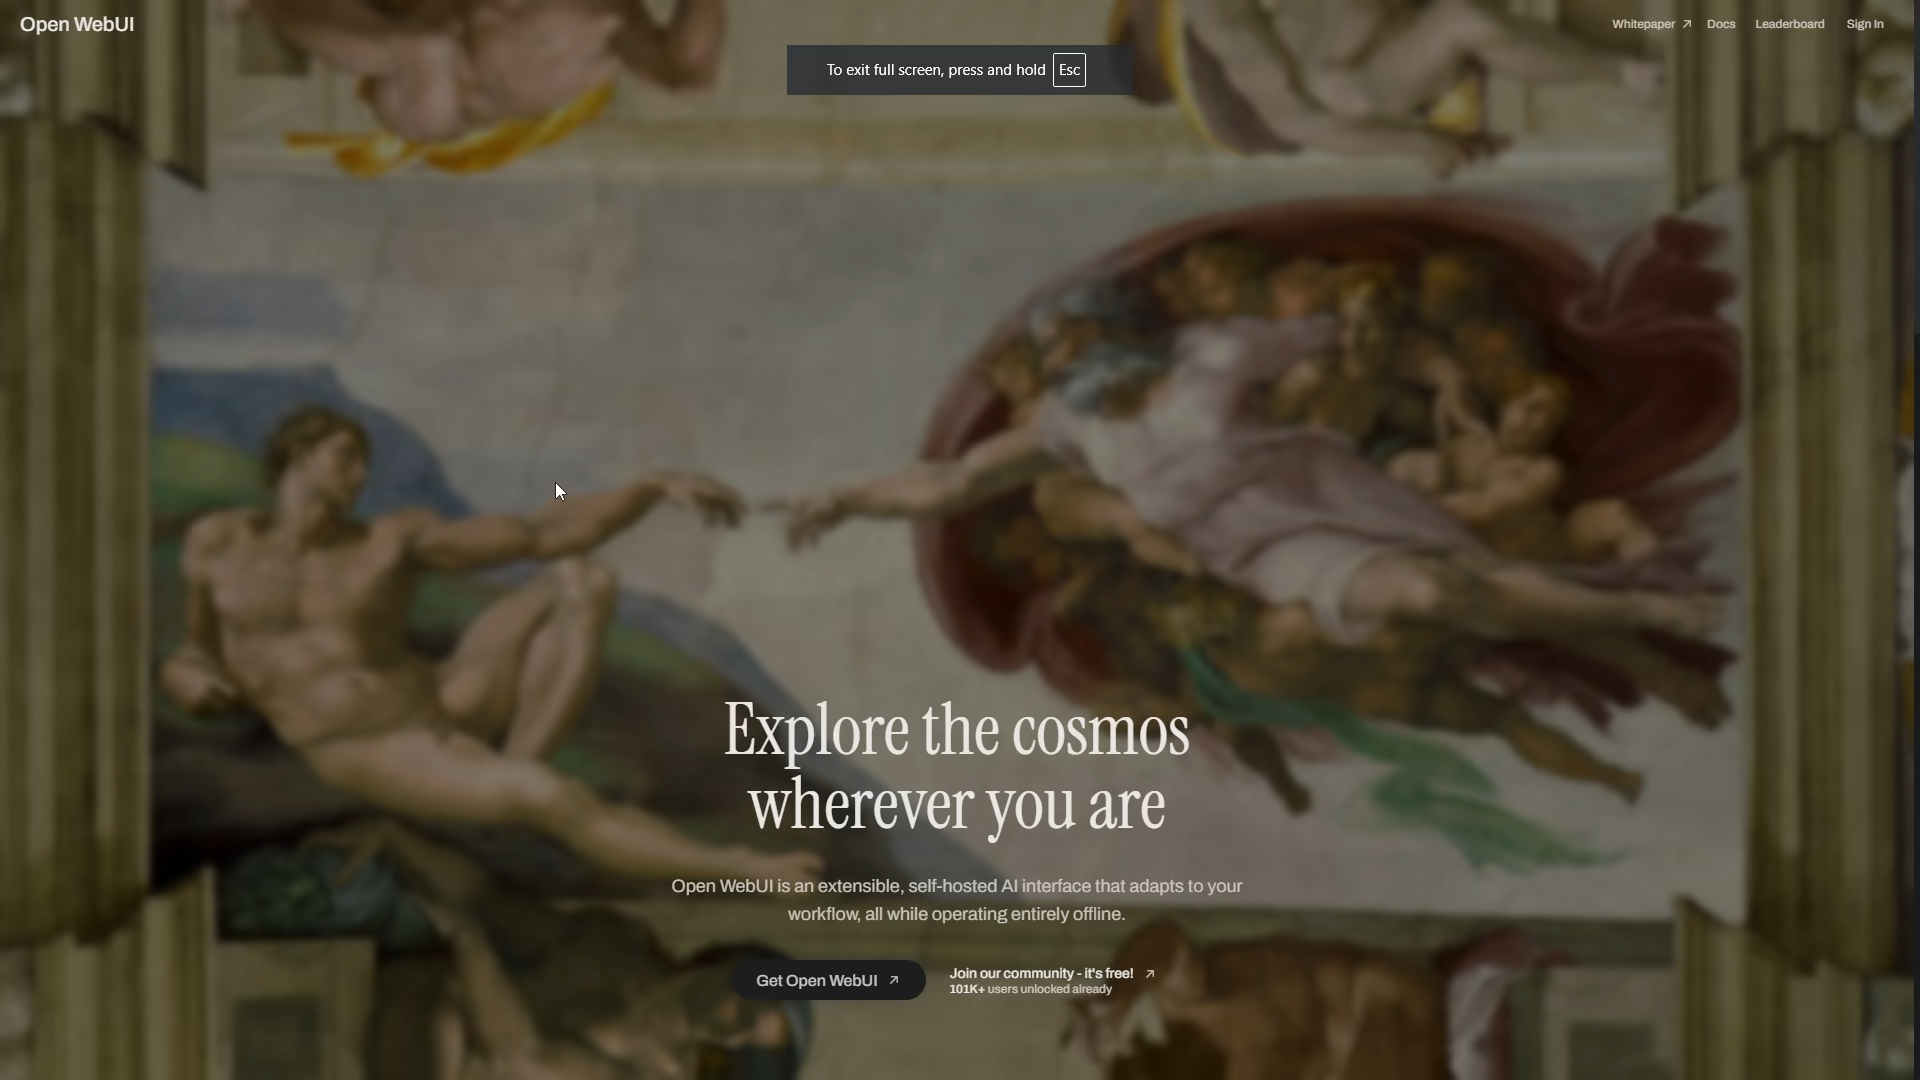 Open WebUI
Whitepaper
Docs
Leaderboard
Sign In
To exit full screen, press and hold Esc
Explore the cosmos
wherever you are
Open WebUI is an extensible, self-hosted AI interface that adapts to your
workflow, all while operating entirely offline.
Get Open WebUI
Join our community - it's free!
101K+ users unlocked already